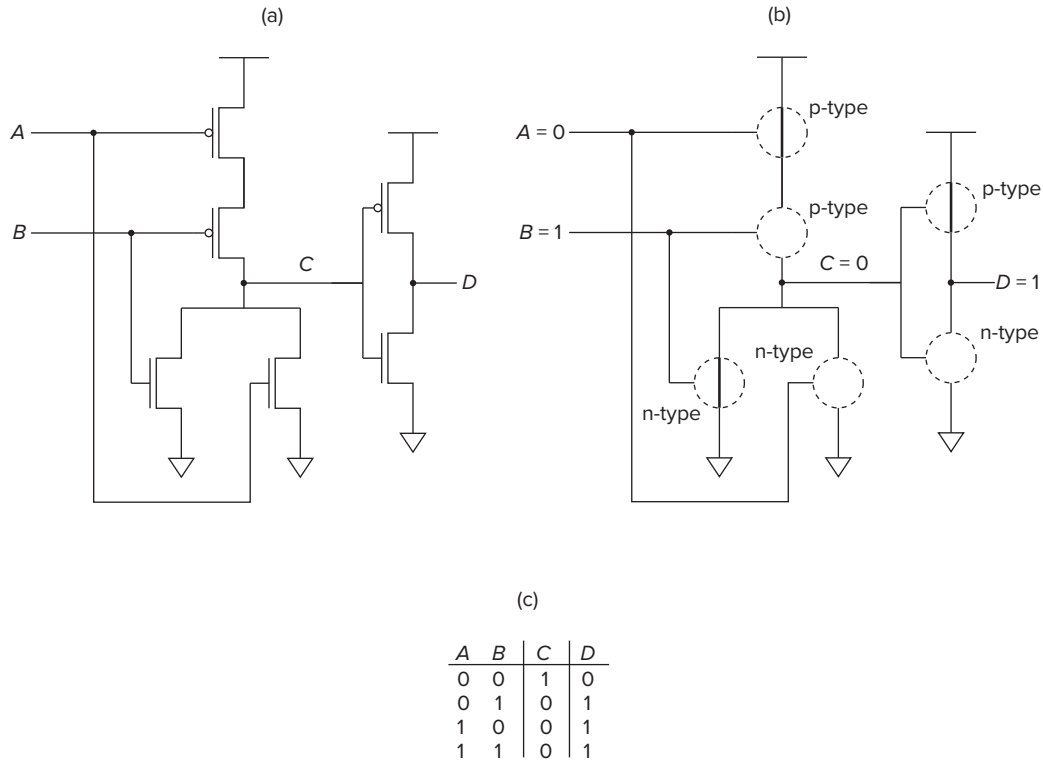 (a)
A
B
C
D
(b)
p-type
A = 0
p-type
p-type
B = 1
C = 0
D = 1
n-type
n-type
n-type
(c)
A B C D
0 0 1 0
0 1 0 1
1 0 0 1
1 1 0 1